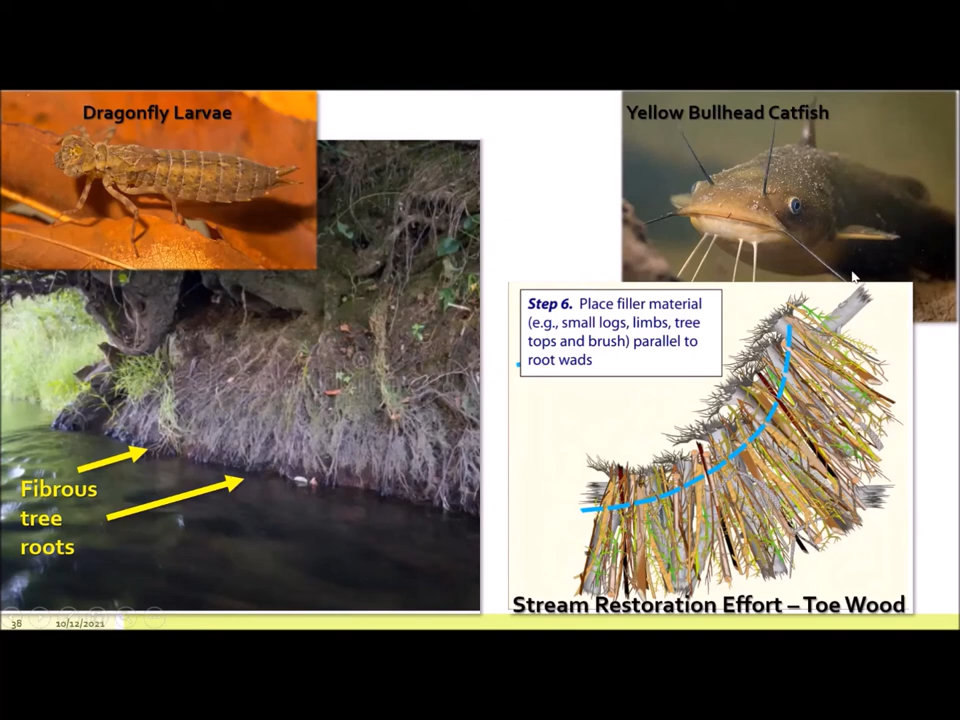 Dragonfly Larvae
Yellow Bullhead Catfish
Step 6. Place filler material
(e.g., small logs, limbs, tree
tops and brush) parallel to
root wads
Fibrous
tree
roots
Stream Restoration Effort – Toe Wood
38 10/12/2021